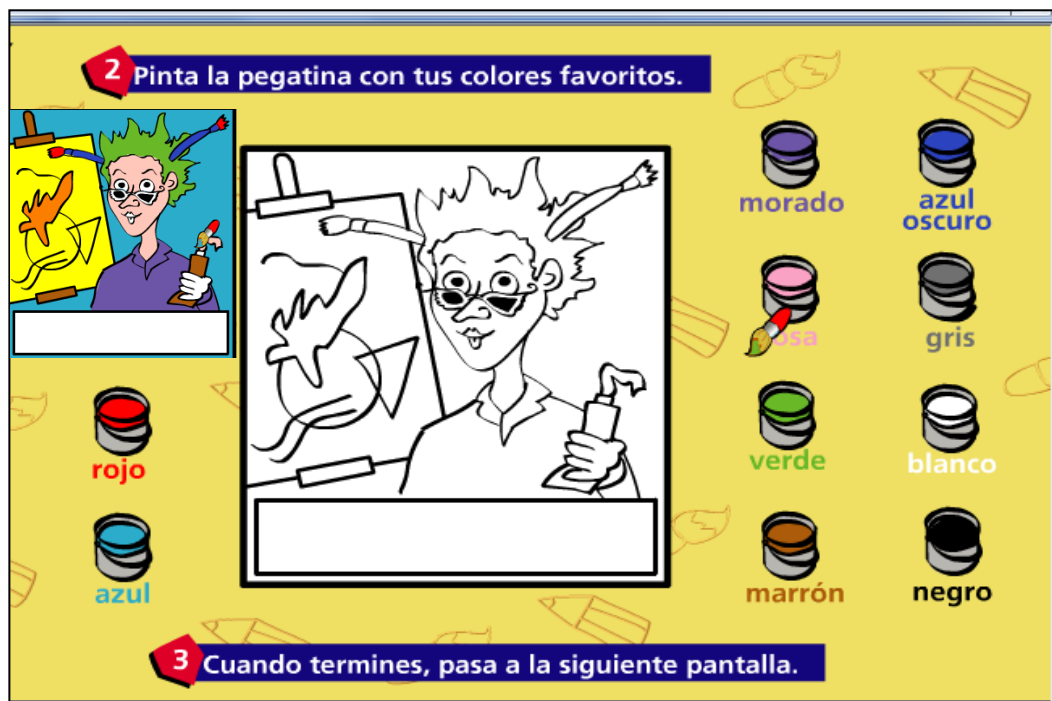 2 Pinta la pegatina con tus colores favoritos.
morado
azul
oscuro
rosa
gris
rojo
verde
blanco
azul
marrón
negro
3 Cuando termines, pasa a la siguiente pantalla.